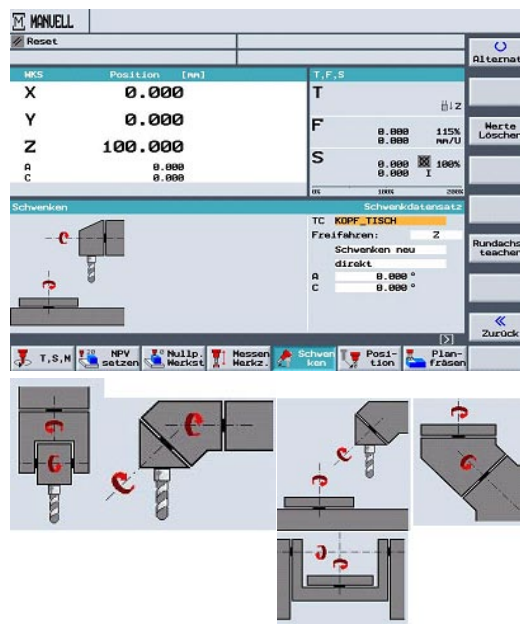 M MANUELL
// Reset
Alternat
WKS Position [mm]
X 0.000
Y 0.000
Z 100.000
A 0.000
C 0.000
T,F,S
T
Z
F 0.000 115%
0.000 mm/U
S 0.000 100%
0.000 I
0% 100% 200%
Werte
Löschen
Schwenken
Schwenkdatensatz
TC KOPF_TISCH
Freifahren: Z
Schwenken neu
direkt
A 0.000 °
C 0.000 °
Rundachs
teachen
«
Zurück
T,S,M
NPV
setzen
Nullp.
Werkst
Messen
Werkz.
Schwen
ken
Posi-
tion
Plan-
fräsen